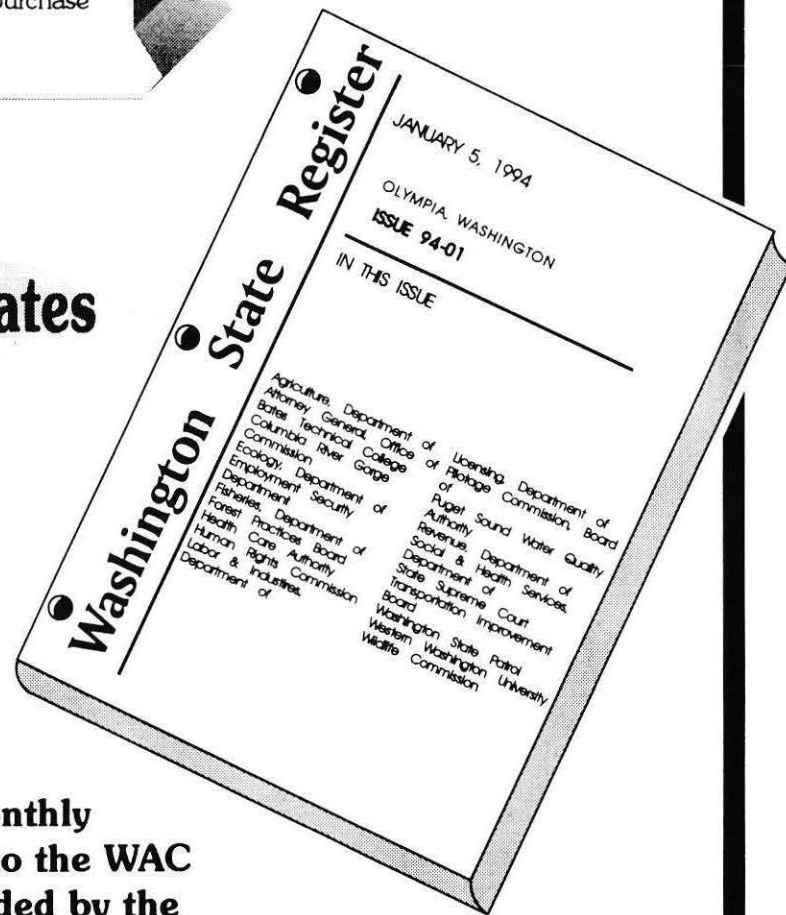 purchase
ates
Washington State Register
JANUARY 5, 1994
OLYMPIA, WASHINGTON
ISSUE 94-01
IN THIS ISSUE
Agriculture, Department of
Attorney General, Office of
Bates Technical College
Columbia River Gorge
Commission
Ecology, Department of
Employment Security
Department
Fisheries, Department of
Forest Practices Board
Health Care Authority
Human Rights Commission
Labor & Industires,
Department of
Licensing, Department of
Pilotage Commission, Board
of
Puget Sound Water Quality
Authority
Revenue, Department of
Social & Health Services,
Department of
State Supreme Court
Transportation Improvement
Board
Washington State Patrol
Western Washington University
Wildlife Commission
onthly
o the WAC
ded by the